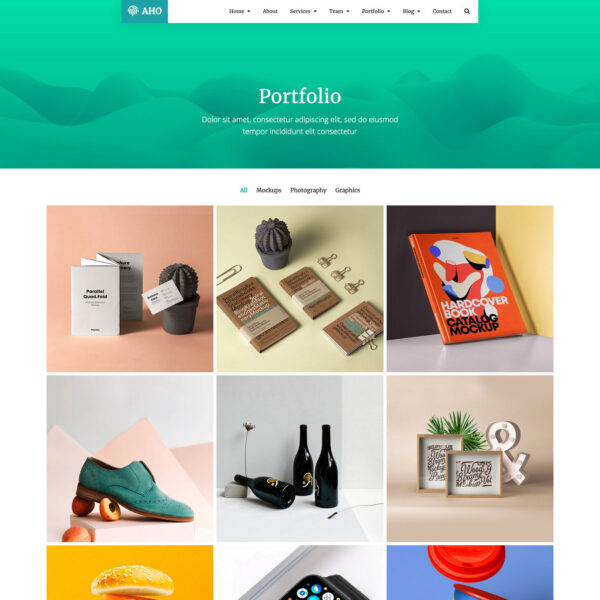 AHO
Home About Services Team Portfolio Blog Contact
Portfolio
Dolor sit amet, consectetur adipiscing elit, sed do eiusmod
tempor incididunt elit consectetur
All Mockups Photography Graphics
Parallel
Quad.Fold
HARDCOVER
BOOK
CATALOG
MOCKUP
&